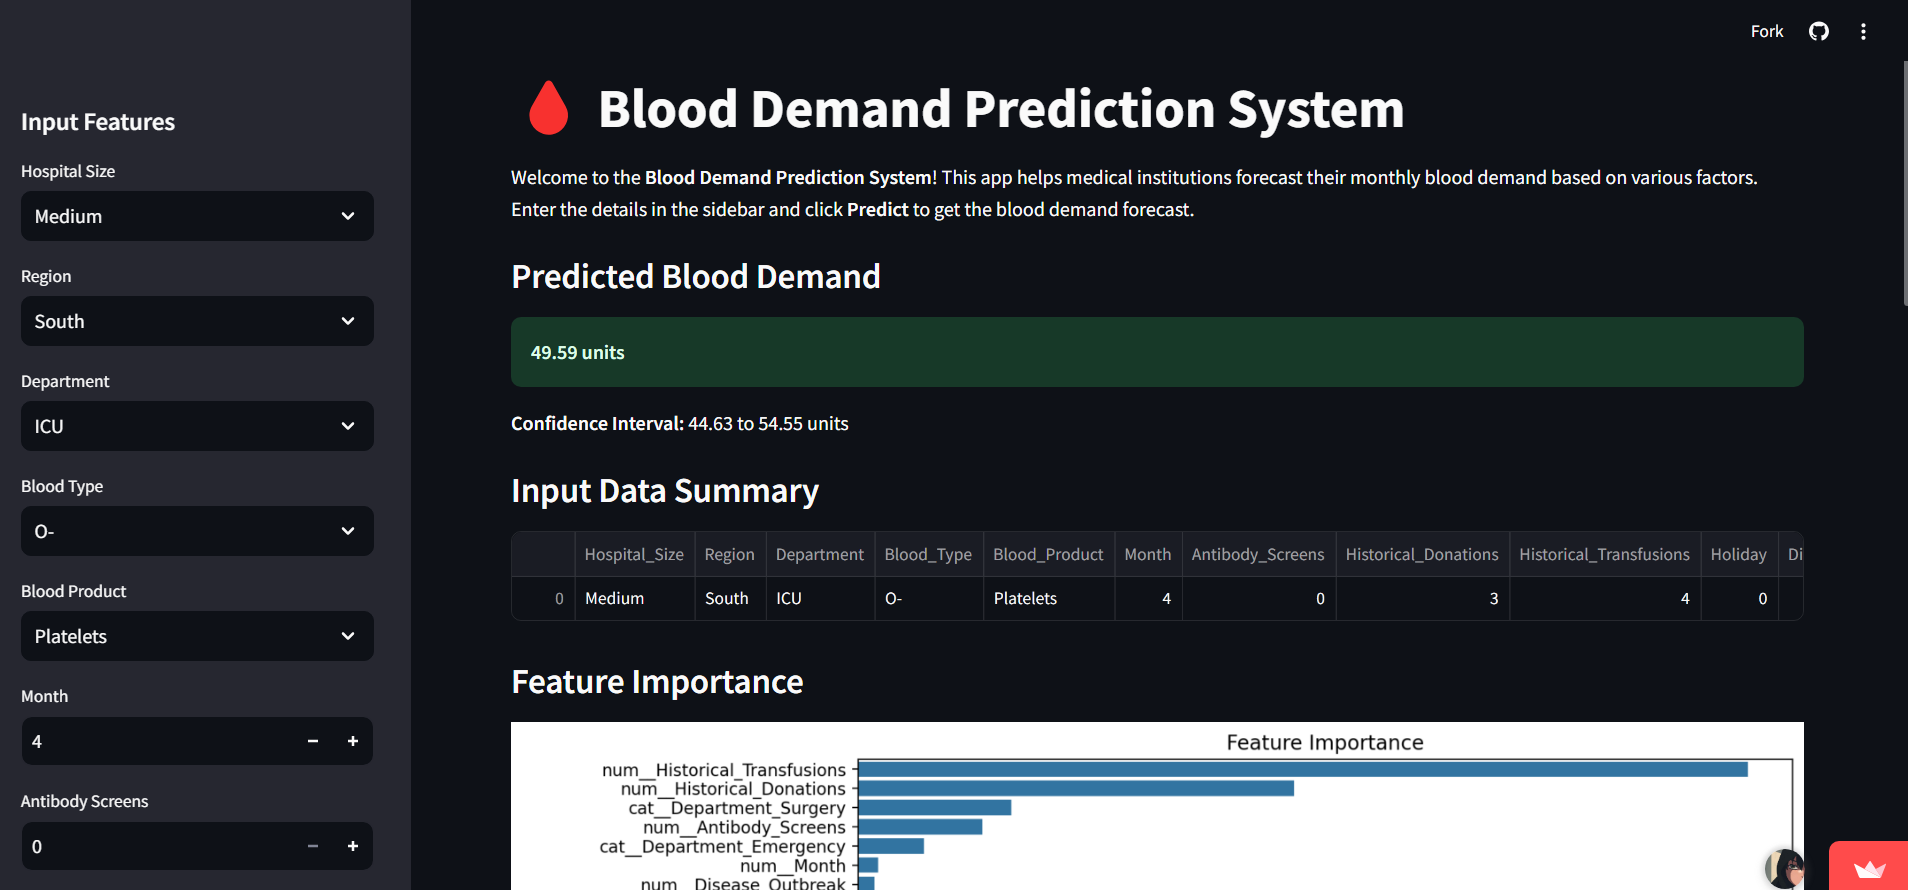 Fork
Input Features
Hospital Size
Medium
Region
South
Department
ICU
Blood Type
O-
Blood Product
Platelets
Month
4
Antibody Screens
0
Blood Demand Prediction System
Welcome to the Blood Demand Prediction System! This app helps medical institutions forecast their monthly blood demand based on various factors.
Enter the details in the sidebar and click Predict to get the blood demand forecast.
Predicted Blood Demand
49.59 units
Confidence Interval: 44.63 to 54.55 units
Input Data Summary
Hospital_Size Region Department Blood_Type Blood_Product Month Antibody_Screens Historical_Donations Historical_Transfusions Holiday Di
0 Medium South ICU O- Platelets 4 0 3 4 0
Feature Importance
Feature Importance
num__Historical_Transfusions
num__Historical_Donations
cat__Department_Surgery
num__Antibody_Screens
cat__Department_Emergency
num__Month
num__Disease_Outbreak